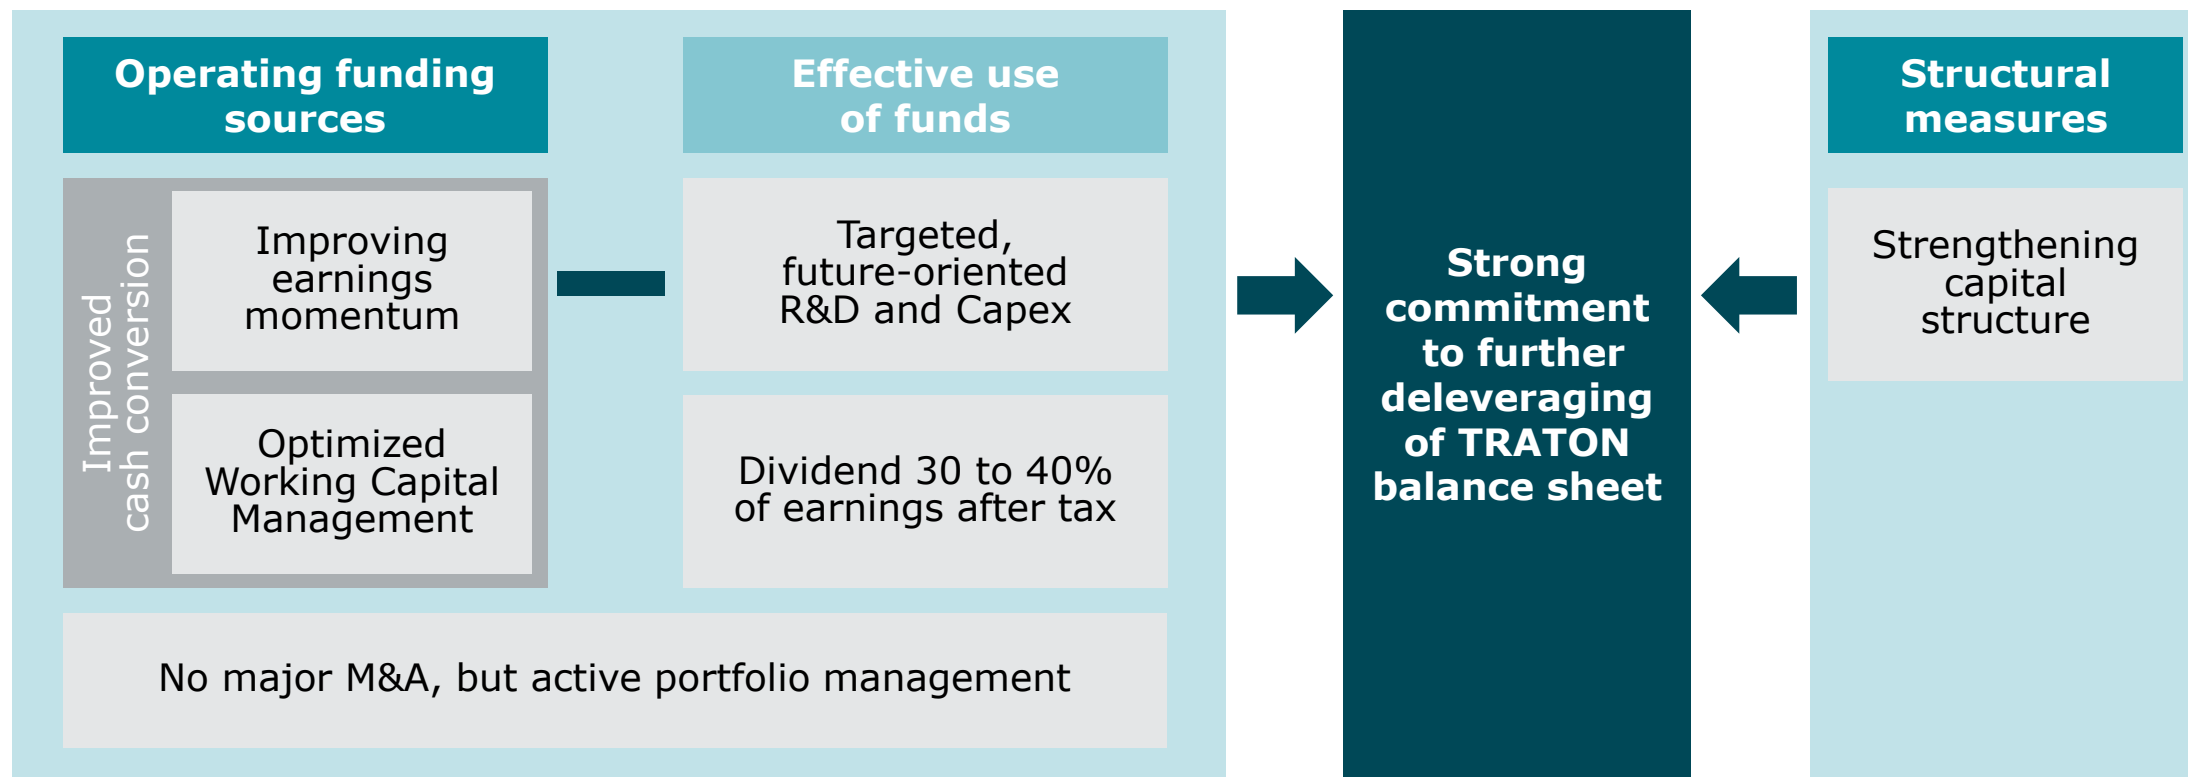 Operating funding
sources
Improved
cash conversion
Improving
earnings
momentum
Optimized
Working Capital
Management
Effective use
of funds
Targeted,
future-oriented
R&D and Capex
Dividend 30 to 40%
of earnings after tax
No major M&A, but active portfolio management
Strong
commitment
to further
deleveraging
of TRATON
balance sheet
Structural
measures
Strengthening
capital
structure